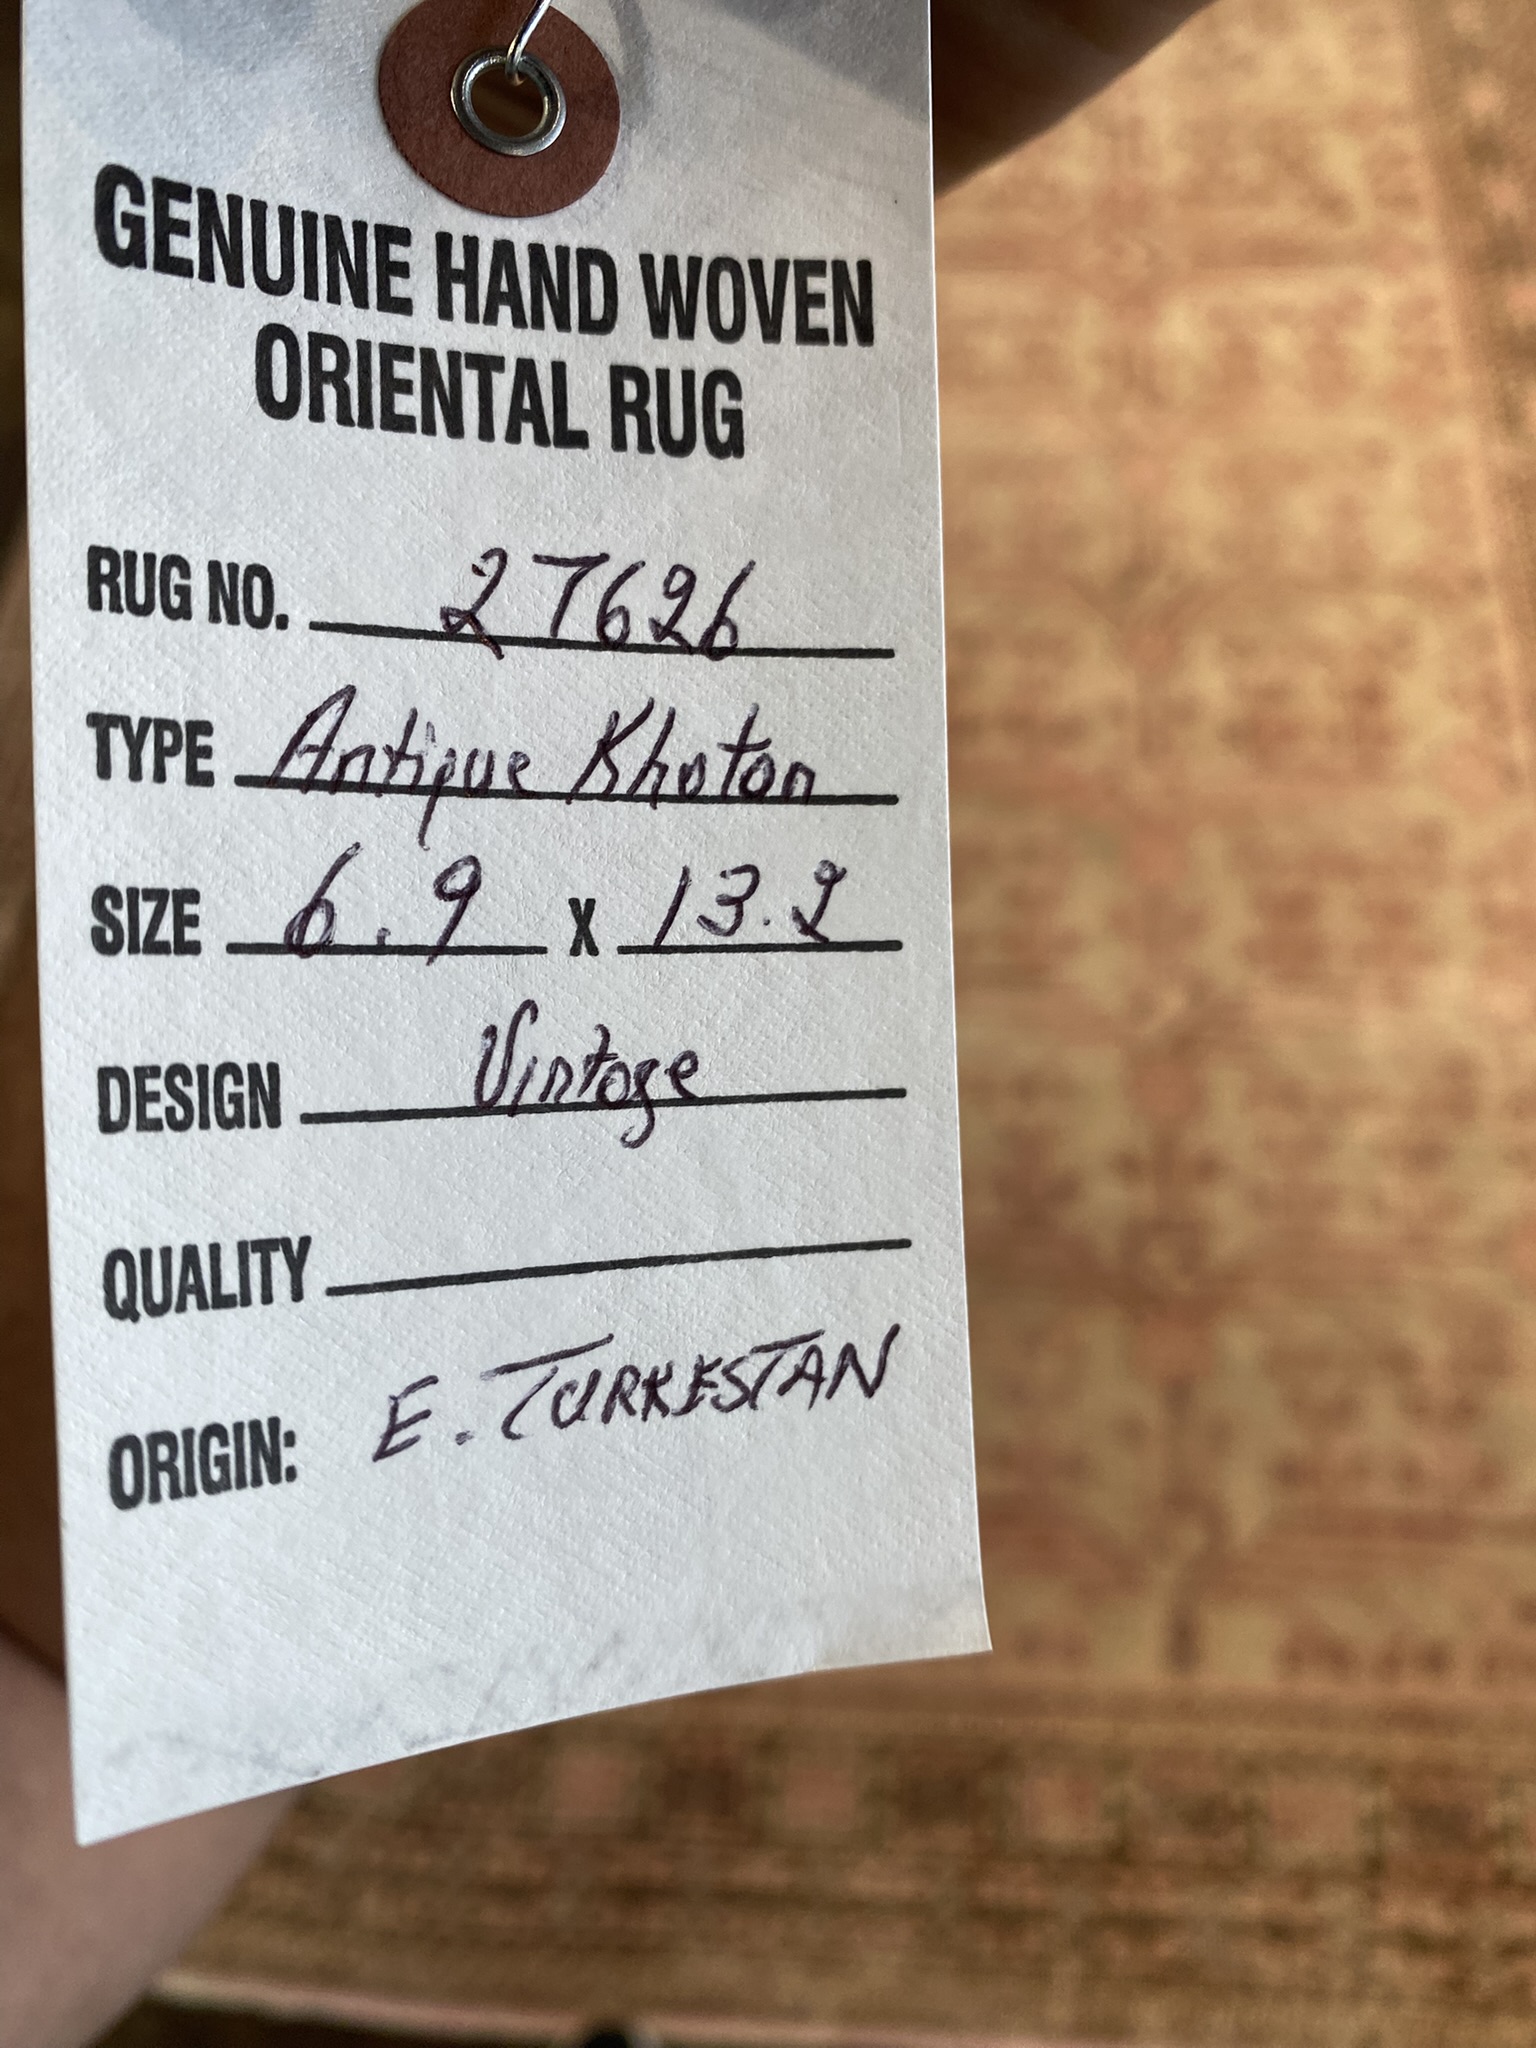 GENUINE HAND WOVEN
ORIENTAL RUG
RUG NO. 27626
TYPE Antique Khotan
SIZE 6.9 x 13.2
DESIGN Vintage
QUALITY
ORIGIN: E. TURKESTAN